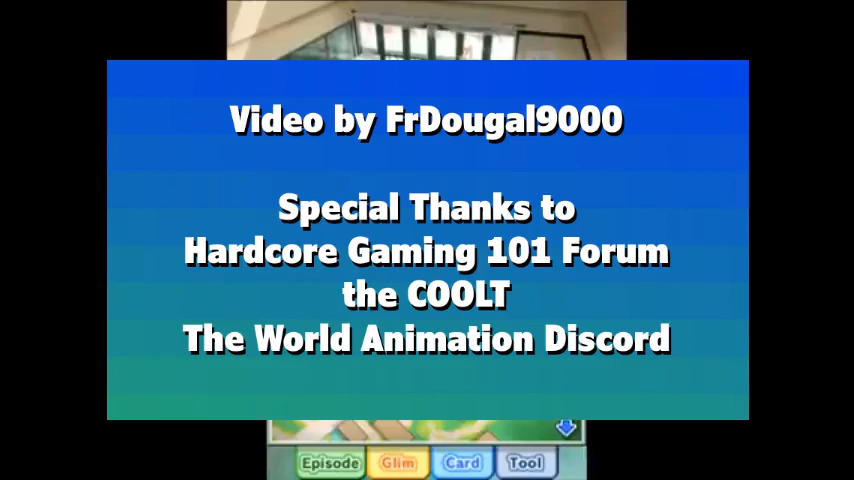 Video by FrDougal9000
Special Thanks to
Hardcore Gaming 101 Forum
the COOLT
The World Animation Discord
Episode Glim Card Tool